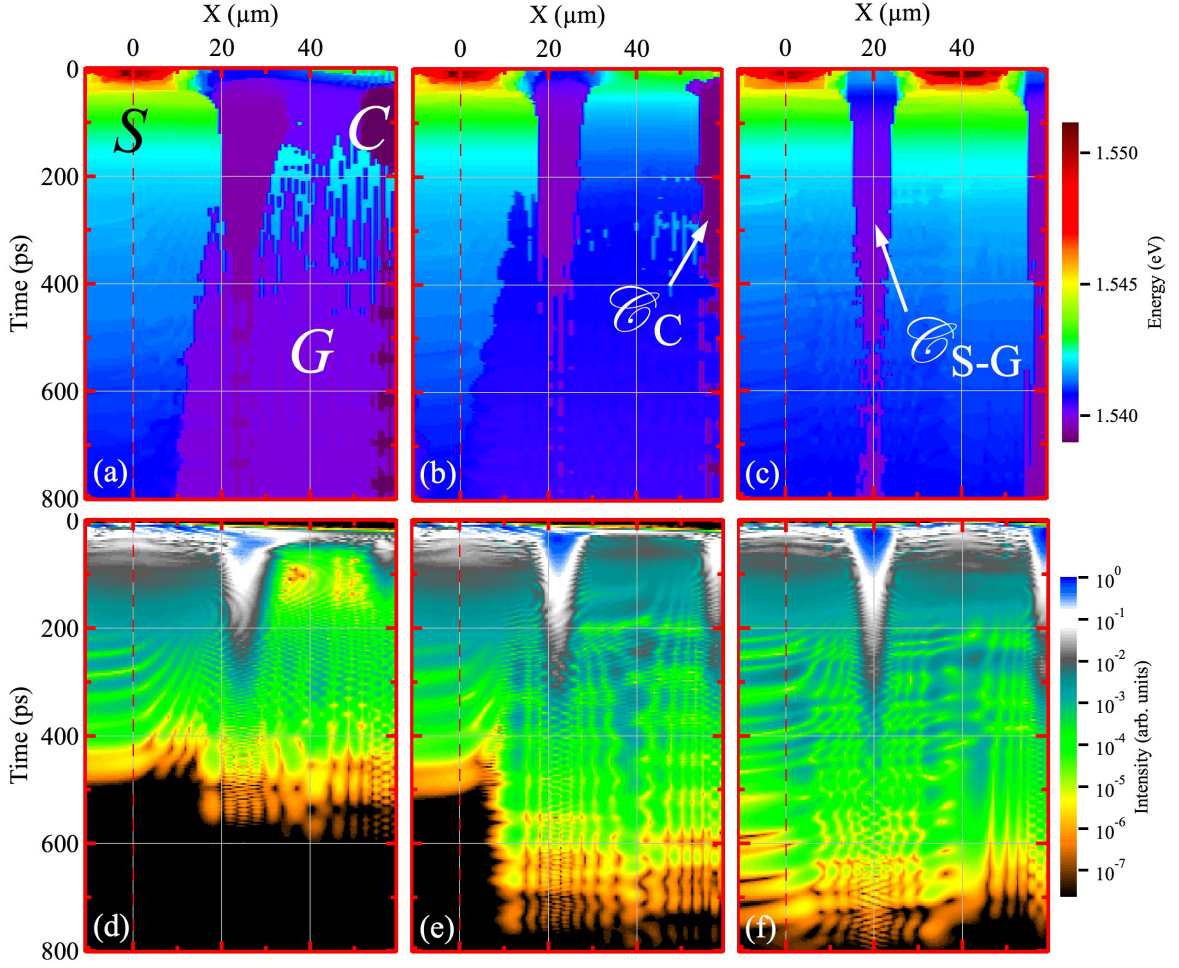 X (μm) X (μm) X (μm)
0 20 40 0 20 40 0 20 40
0
200
400
600
800
Time (ps)
S
C
G
(a)
𝒞C
(b)
𝒞S-G
(c)
1.550
1.545
1.540
Energy (eV)
0
200
400
600
800
Time (ps)
(d)
(e)
(f)
10^0
10^-1
10^-2
10^-3
10^-4
10^-5
10^-6
10^-7
Intensity (arb. units)